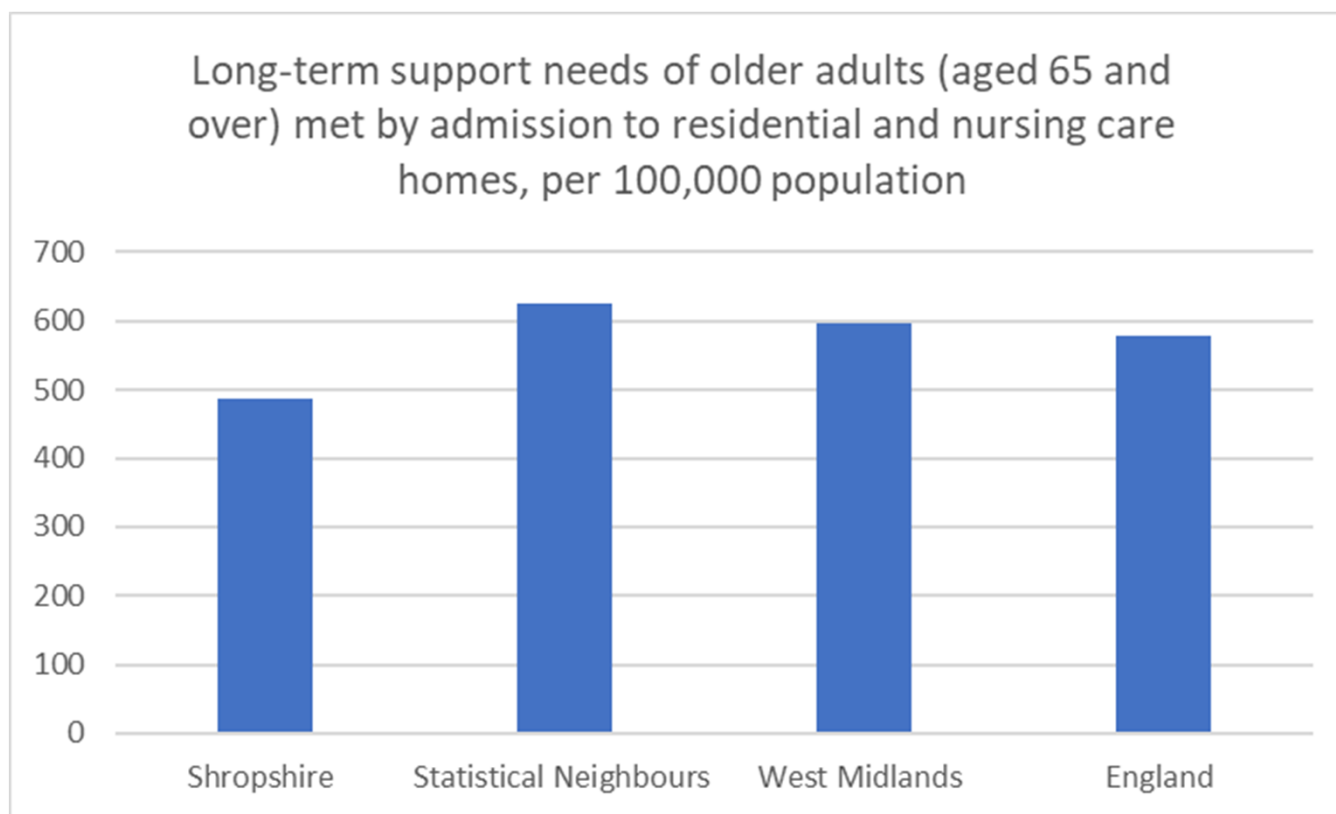 Long-term support needs of older adults (aged 65 and
over) met by admission to residential and nursing care
homes, per 100,000 population
700
600
500
400
300
200
100
0
Shropshire Statistical Neighbours West Midlands England